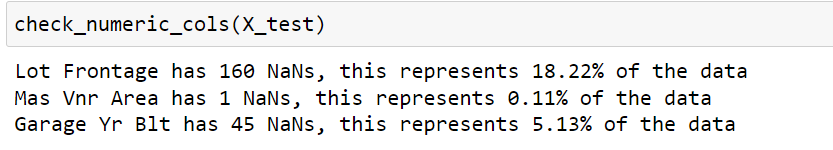 check_numeric_cols(X_test)
Lot Frontage has 160 NaNs, this represents 18.22% of the data
Mas Vnr Area has 1 NaNs, this represents 0.11% of the data
Garage Yr Blt has 45 NaNs, this represents 5.13% of the data